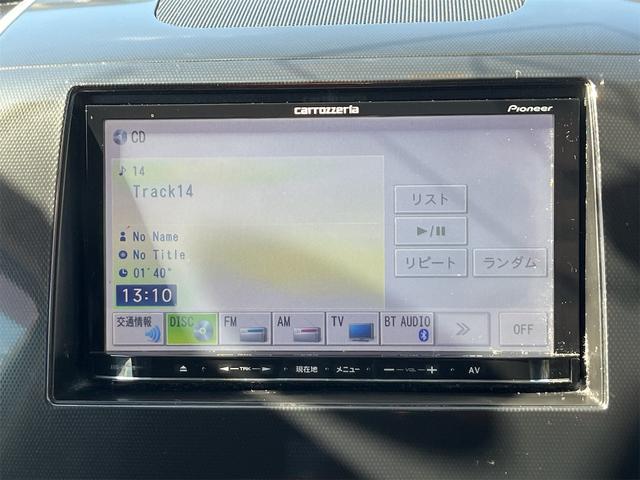 carrozzeria Pioneer
CD
14
Track14
No Name
No Title
01'40"
13:10
リスト
▶/❚❚
リピート ランダム
交通情報 DISC FM AM TV BT AUDIO OFF
TRK 現在地 メニュー VOL AV